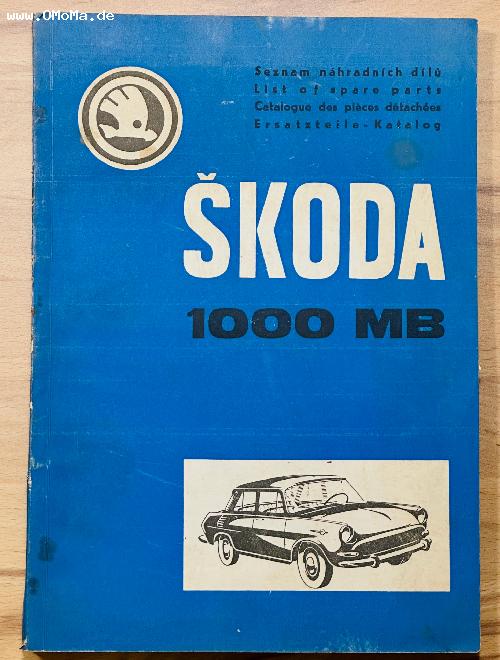 www.OMoMa.de
Seznam náhradních dílů
List of spare parts
Catalogue des pièces détachées
Ersatzteile-Katalog
ŠKODA
1000 MB